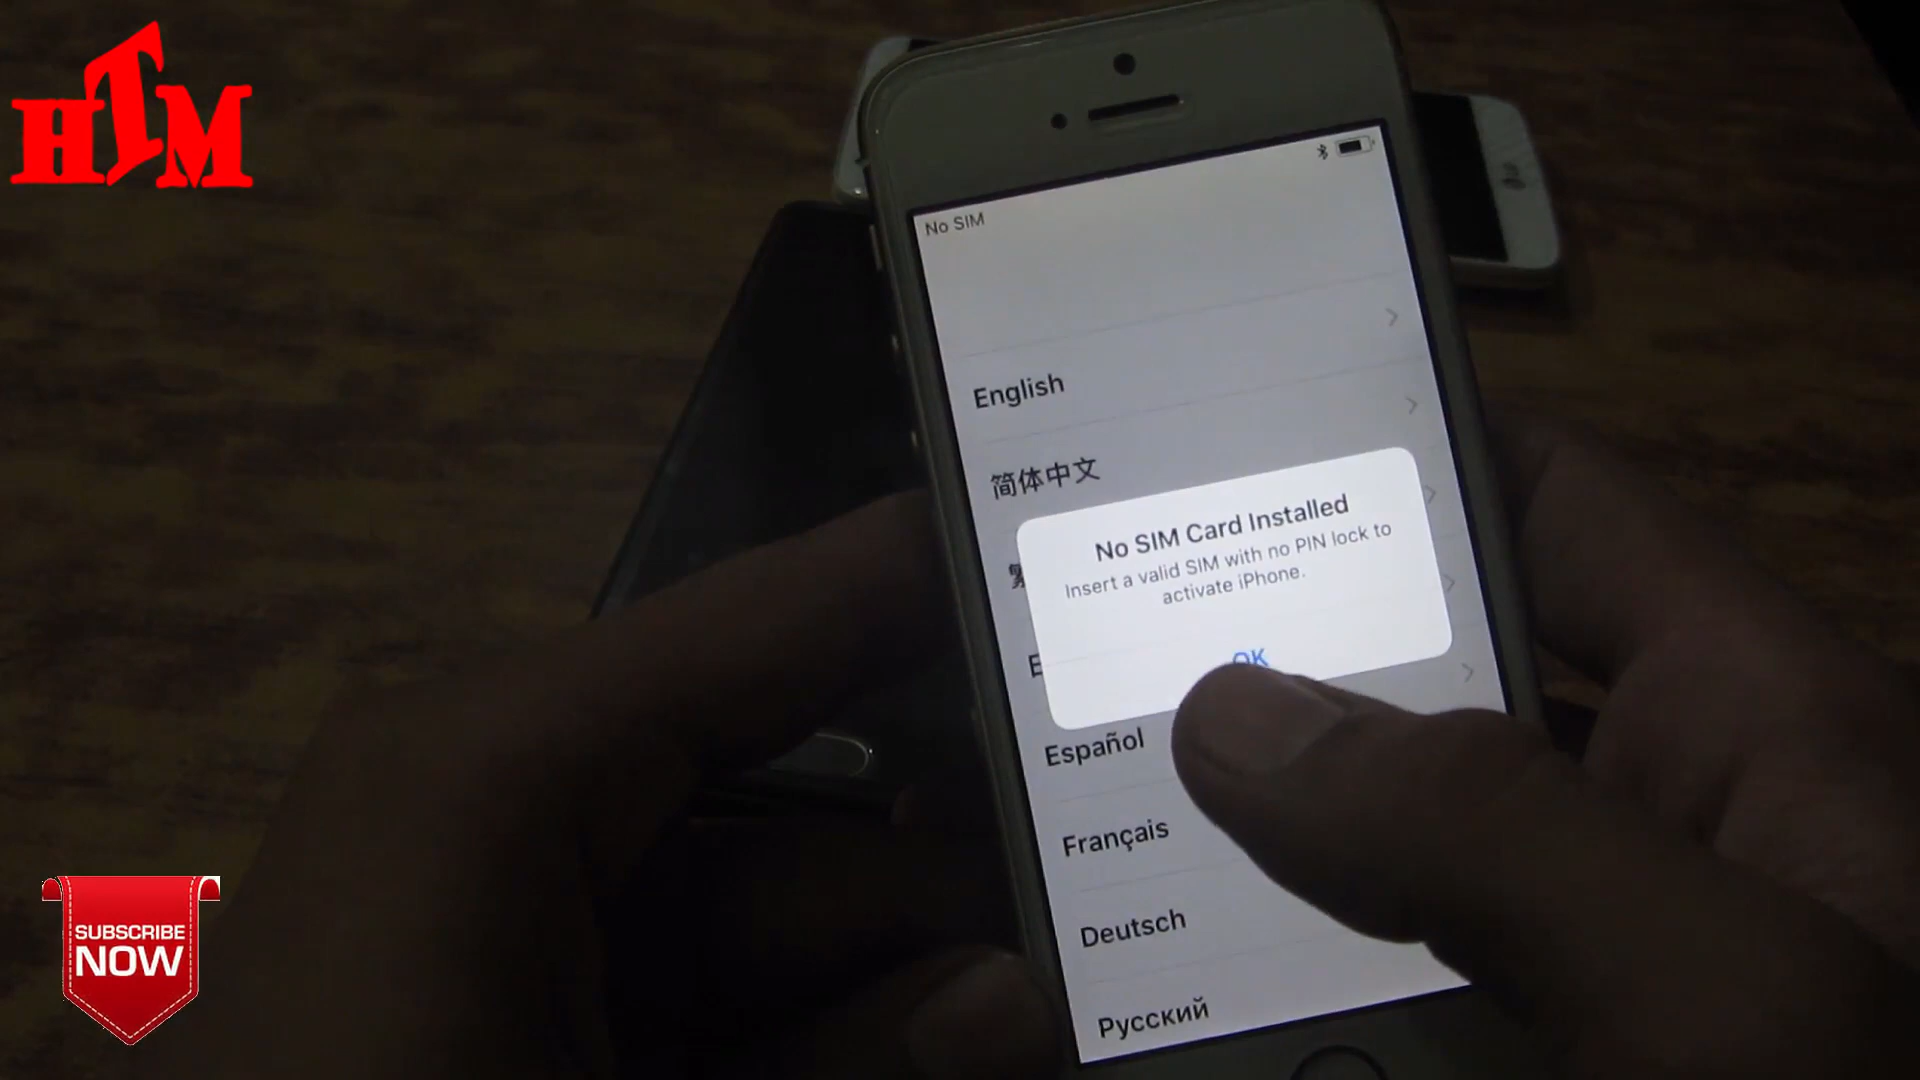 HTM
No SIM
English
简体中文
No SIM Card Installed
Insert a valid SIM with no PIN lock to
activate iPhone.
OK
Español
Français
Deutsch
Русский
SUBSCRIBE
NOW